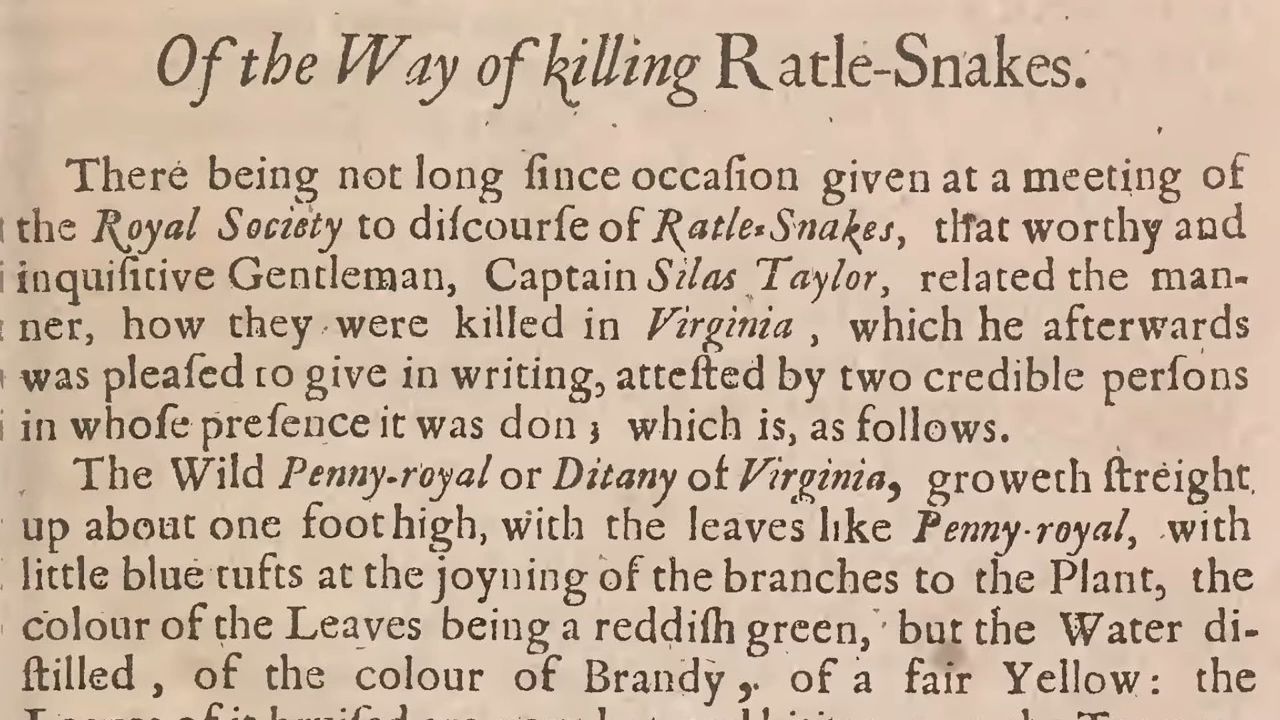 Of the Way of killing Ratle-Snakes.
There being not long ſince occaſion given at a meeting of
the Royal Society to diſcourſe of Ratle-Snakes, that worthy and
inquiſitive Gentleman, Captain Silas Taylor, related the man-
ner, how they were killed in Virginia, which he afterwards
was pleaſed to give in writing, atteſted by two credible perſons
in whoſe preſence it was don; which is, as follows.
The Wild Penny-royal or Ditany of Virginia, groweth ſtreight
up about one foot high, with the leaves like Penny-royal, with
little blue tufts at the joyning of the branches to the Plant, the
colour of the Leaves being a reddiſh green, but the Water di-
ſtilled, of the colour of Brandy, of a fair Yellow: the